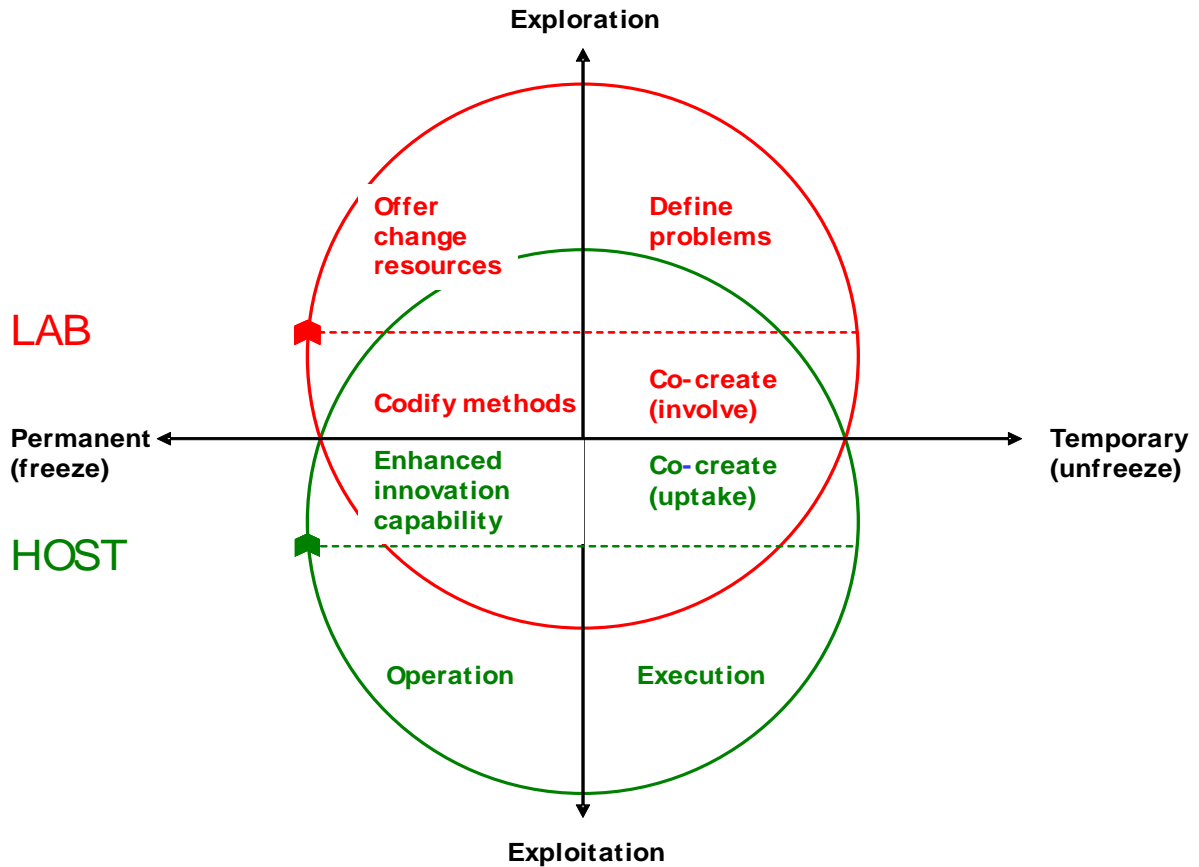 Exploration
Offer
change
resources
Define
problems
LAB
Codify methods
Co-create
(involve)
Permanent
(freeze)
Temporary
(unfreeze)
Enhanced
innovation
capability
Co-create
(uptake)
HOST
Operation
Execution
Exploitation